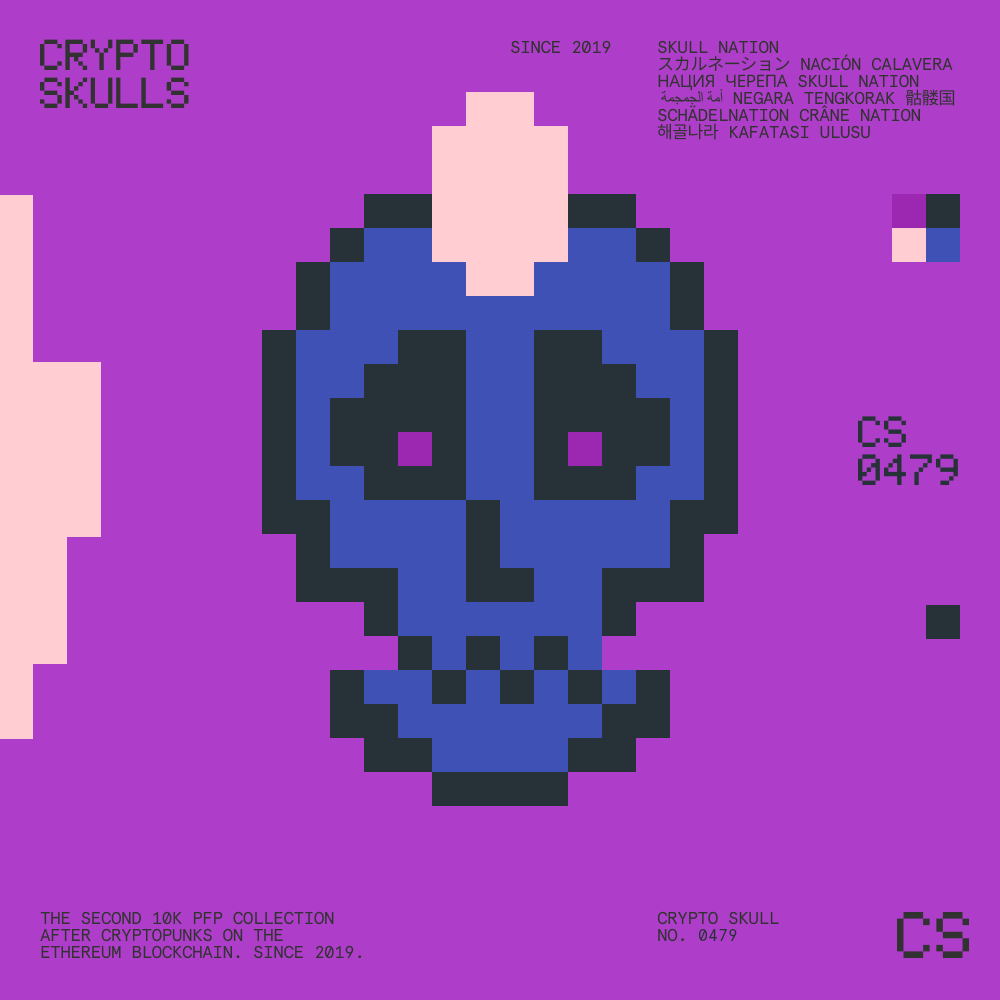 CRYPTO
SKULLS
SINCE 2019
SKULL NATION
スカルネーション NACIÓN CALAVERA
НАЦИЯ ЧЕРЕПА SKULL NATION
أمة الجمجمة NEGARA TENGKORAK 骷髅国
SCHÄDELNATION CRÂNE NATION
해골나라 KAFATASI ULUSU
CS
0479
THE SECOND 10K PFP COLLECTION
AFTER CRYPTOPUNKS ON THE
ETHEREUM BLOCKCHAIN. SINCE 2019.
CRYPTO SKULL
NO. 0479
CS